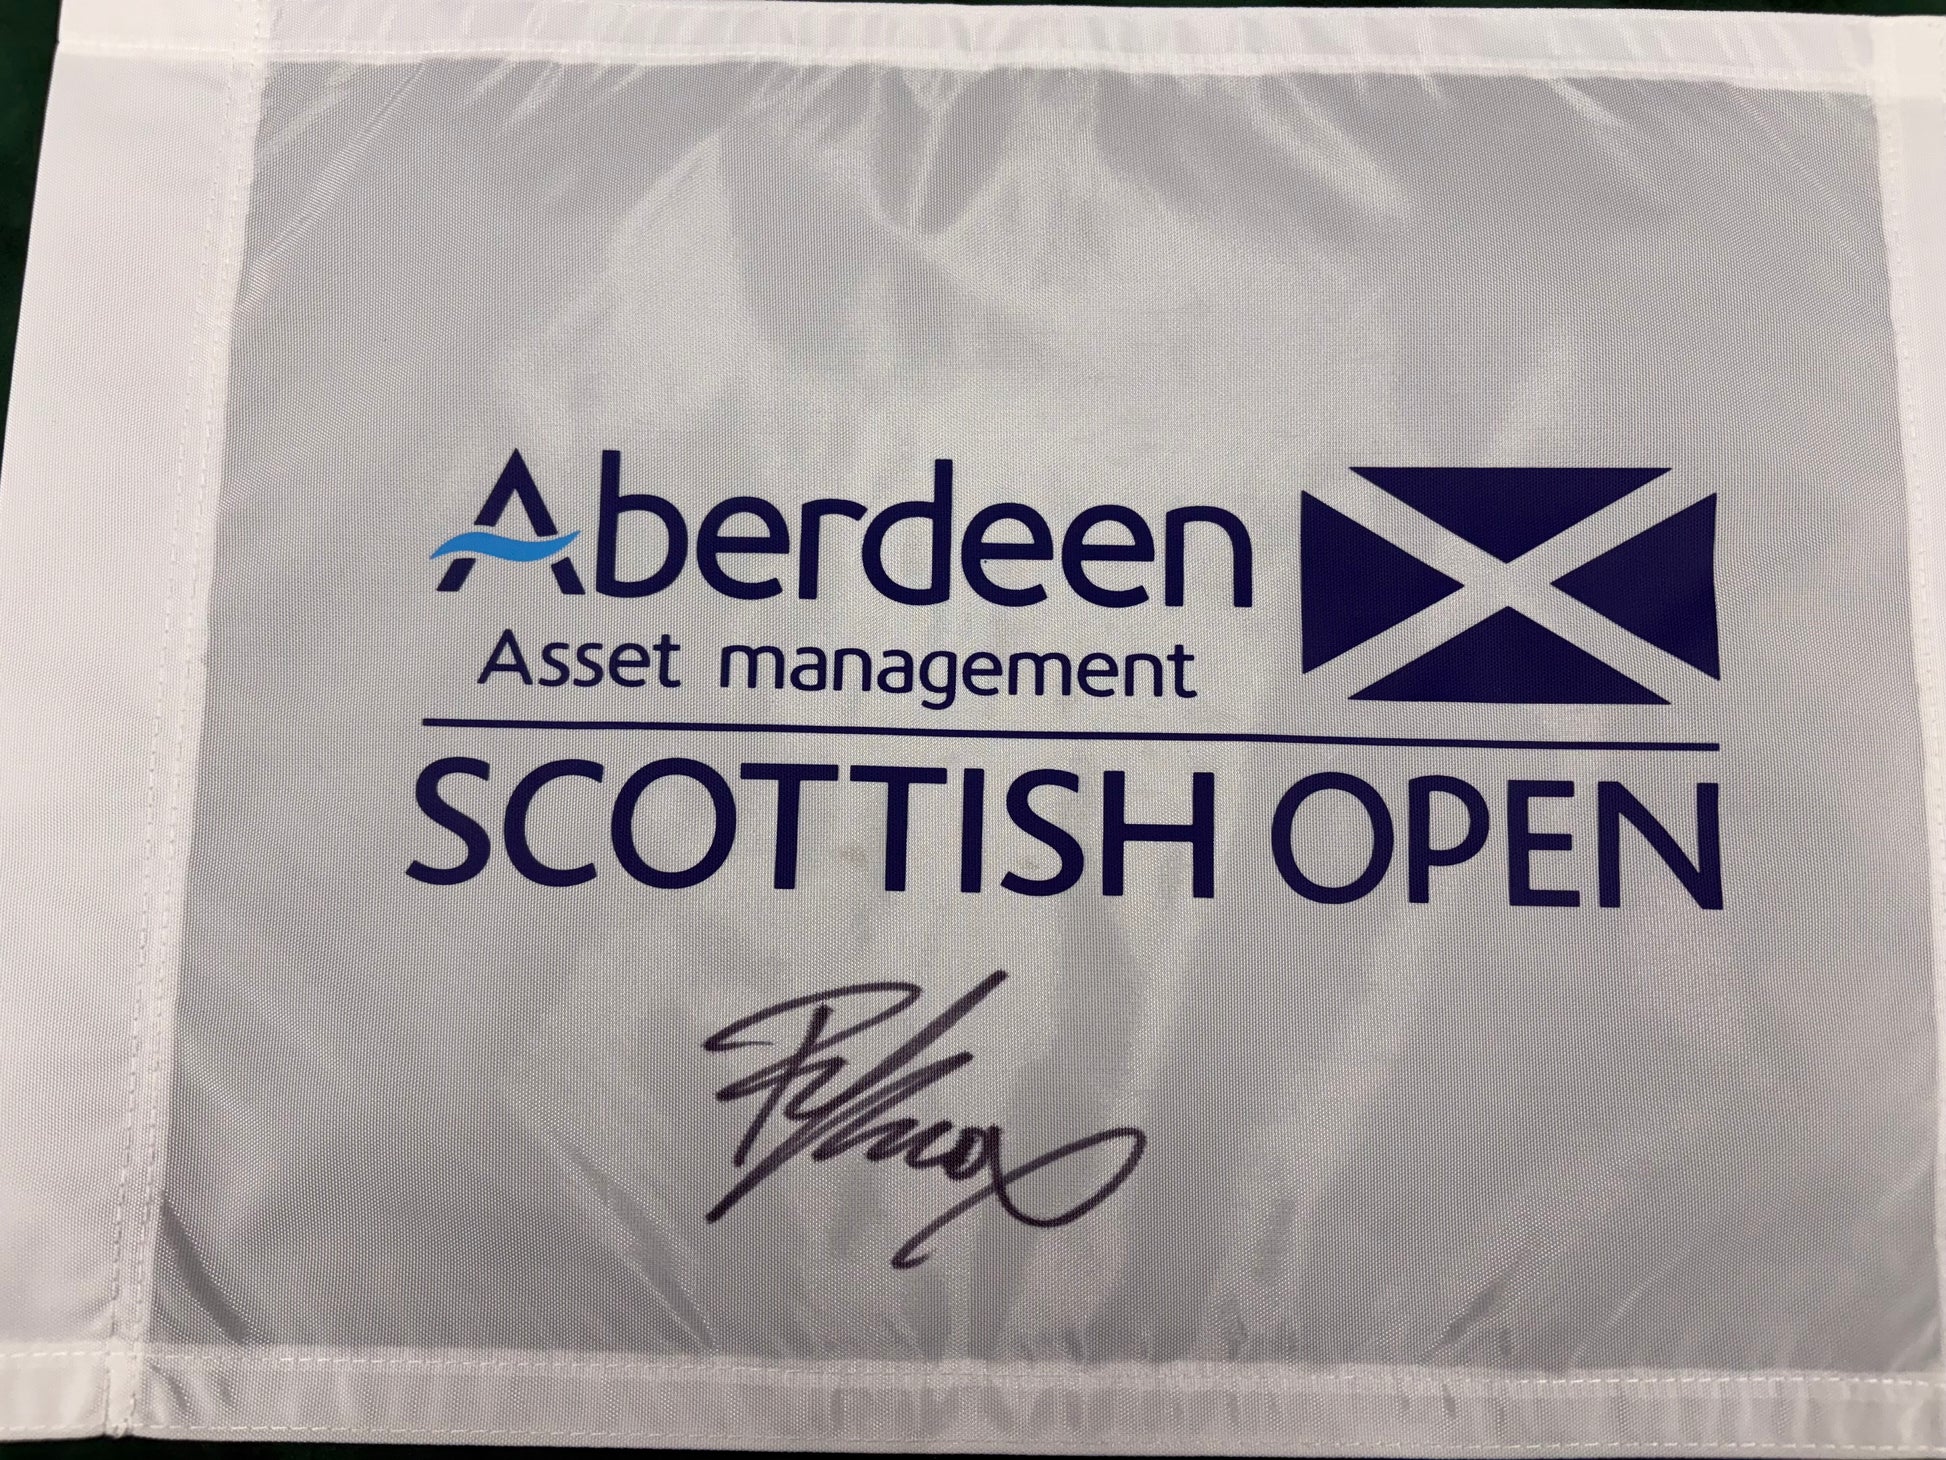 Aberdeen
Asset management
SCOTTISH OPEN